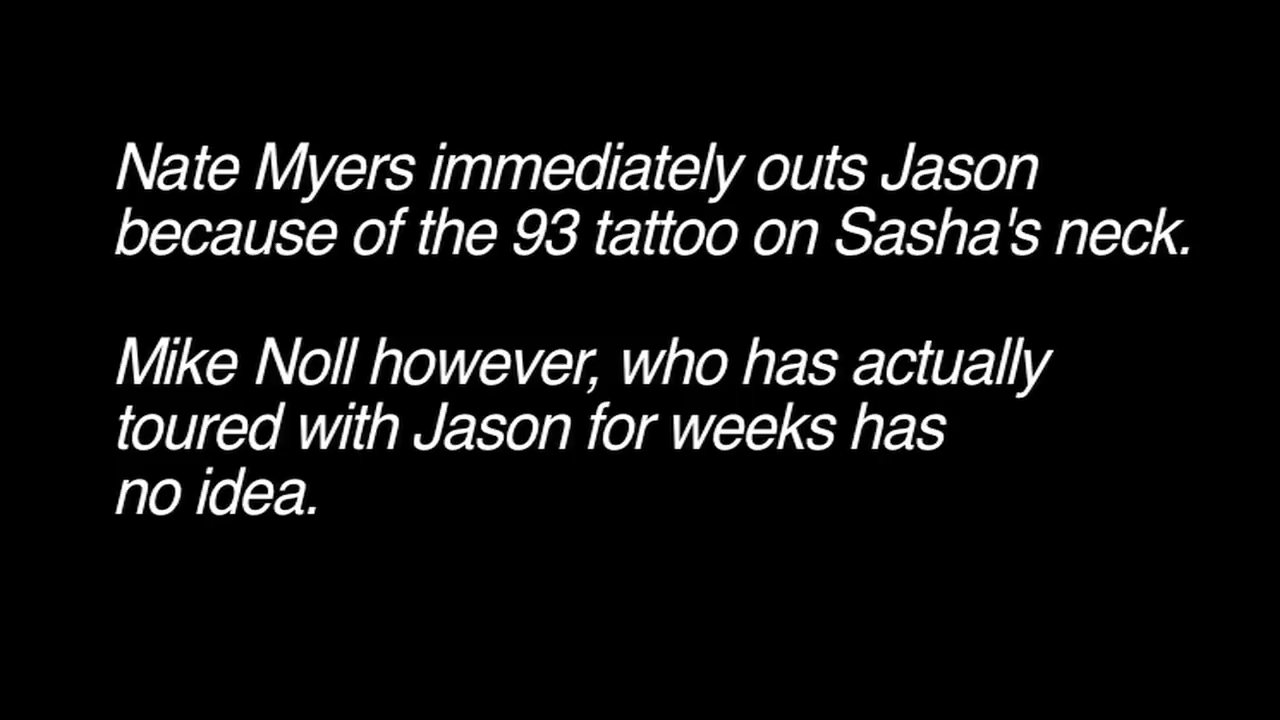 Nate Myers immediately outs Jason
because of the 93 tattoo on Sasha's neck.
Mike Noll however, who has actually
toured with Jason for weeks has
no idea.